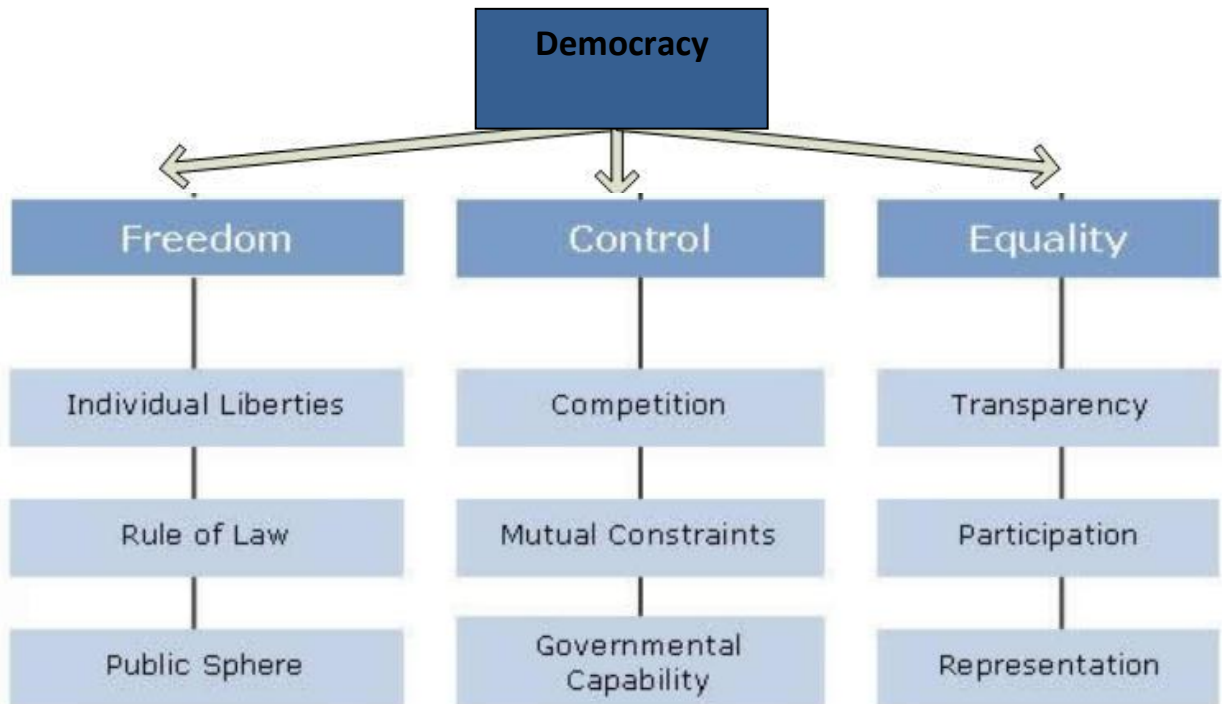 Democracy
Freedom
Control
Equality
Individual Liberties
Competition
Transparency
Rule of Law
Mutual Constraints
Participation
Public Sphere
Governmental
Capability
Representation